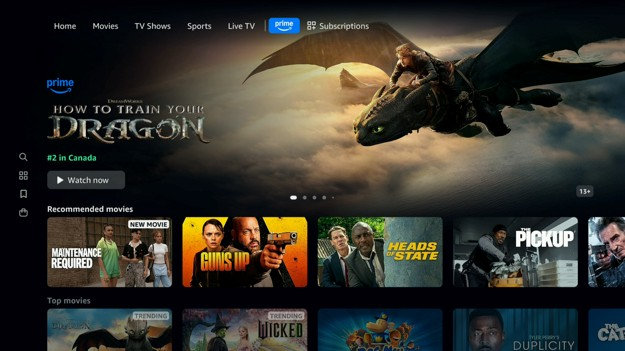 Home Movies TV Shows Sports Live TV prime Subscriptions
prime
DREAMWORKS
HOW TO TRAIN YOUR
DRAGON
#2 in Canada
Watch now
13+
Recommended movies
NEW MOVIE
MAINTENANCE
REQUIRED
GUNS UP
HEADS
OF STATE
THE
PICKUP
Top movies
TRENDING
TRENDING
WICKED
TYLER PERRY'S
DUPLICITY
THE
CAT